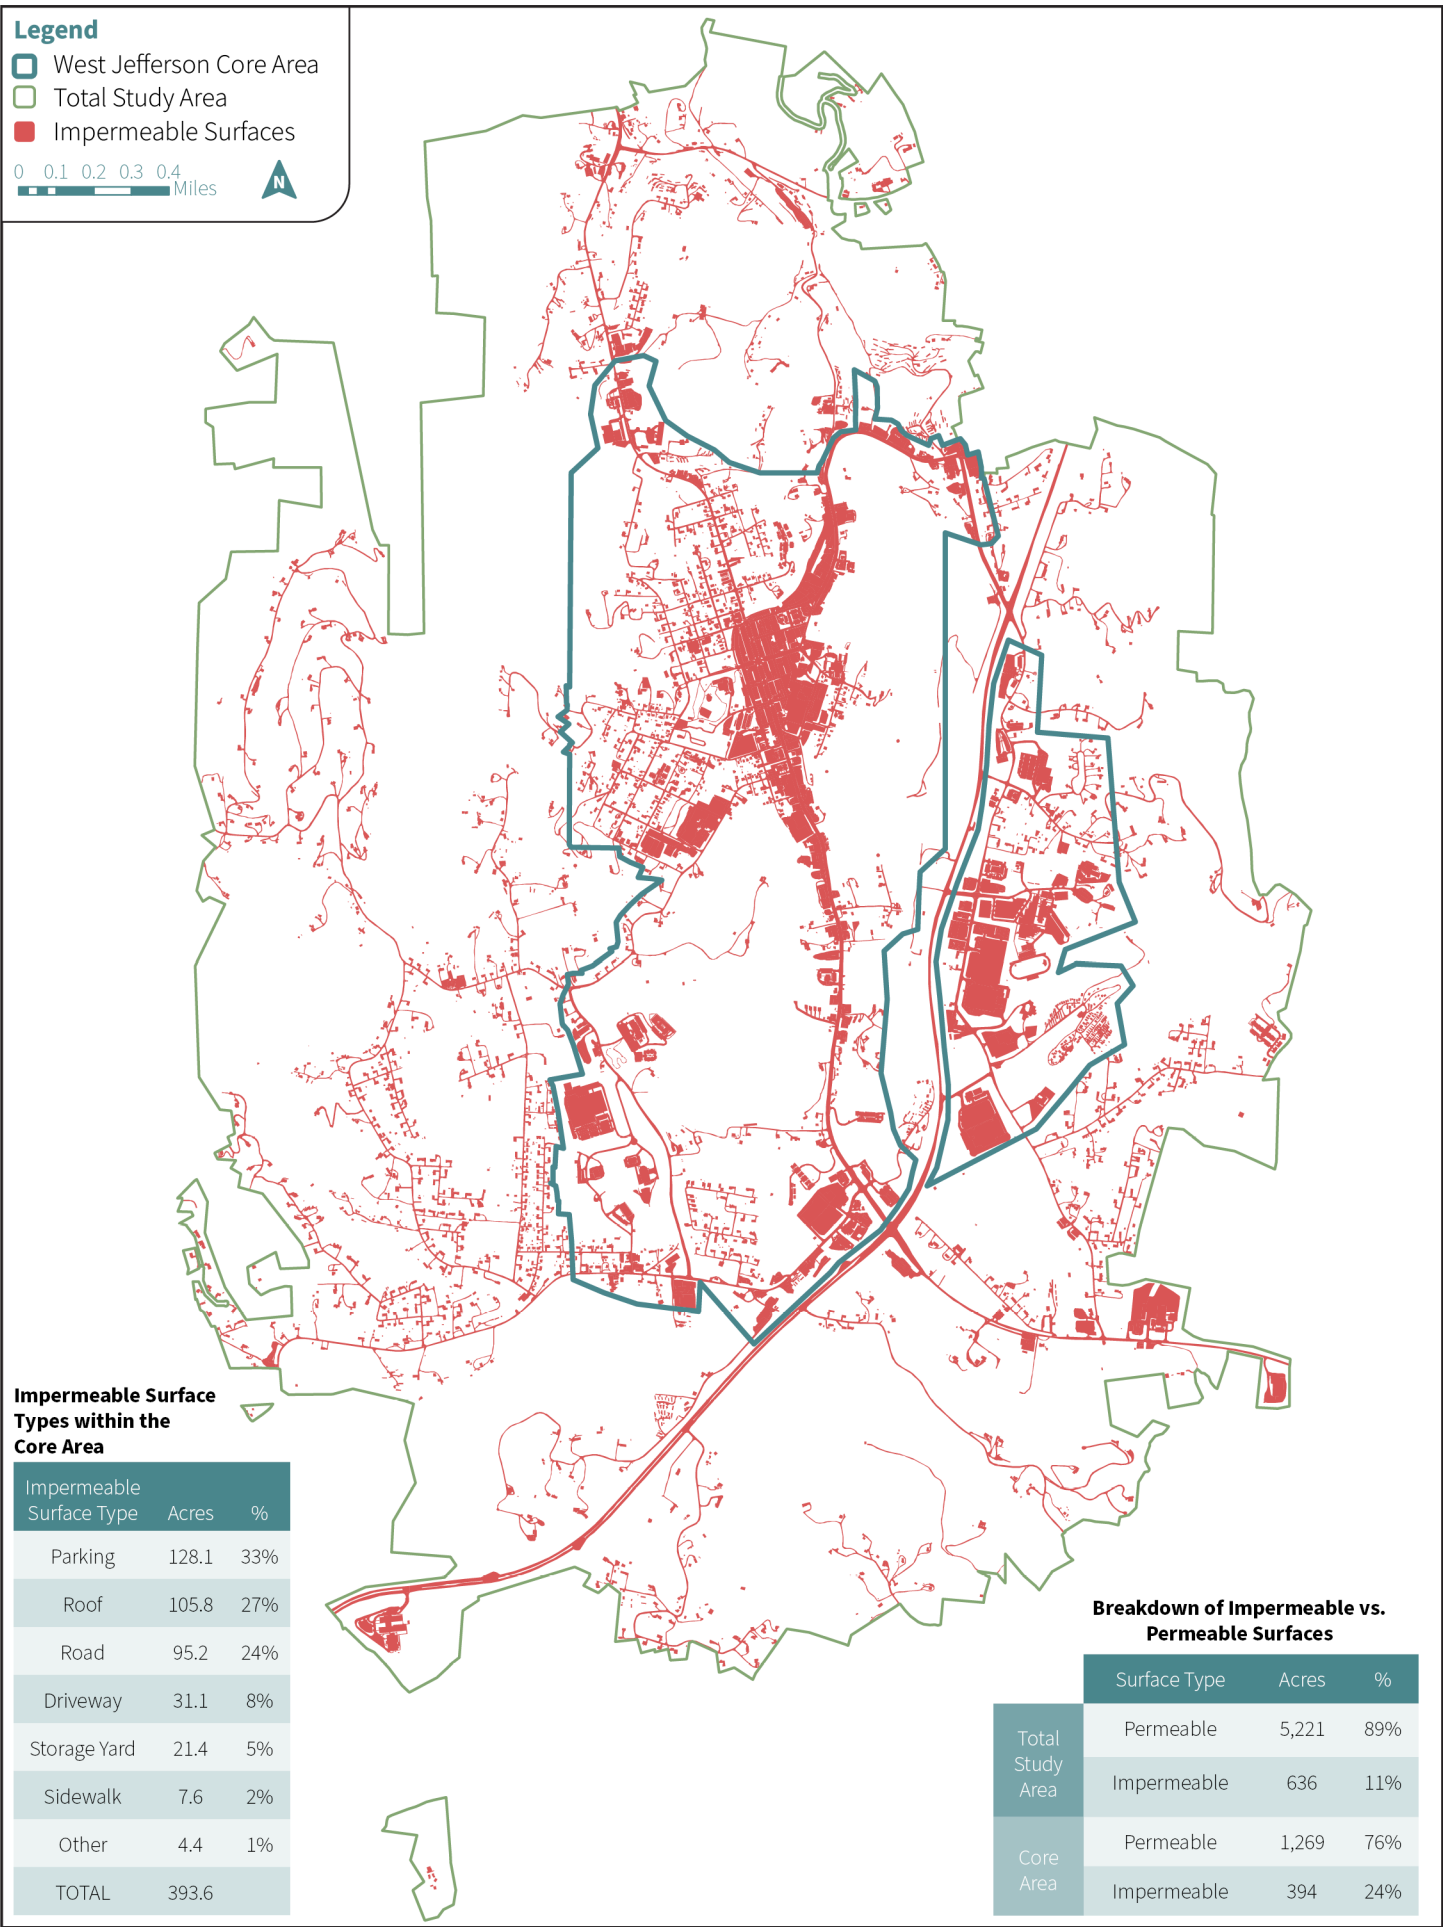 Legend
West Jefferson Core Area
Total Study Area
Impermeable Surfaces
0 0.1 0.2 0.3 0.4
Miles
N
Impermeable Surface
Types within the
Core Area
Impermeable
Surface Type Acres %
Parking 128.1 33%
Roof 105.8 27%
Road 95.2 24%
Driveway 31.1 8%
Storage Yard 21.4 5%
Sidewalk 7.6 2%
Other 4.4 1%
TOTAL 393.6
Breakdown of Impermeable vs.
Permeable Surfaces
Surface Type Acres %
Total
Study
Area
Permeable 5,221 89%
Impermeable 636 11%
Core
Area
Permeable 1,269 76%
Impermeable 394 24%